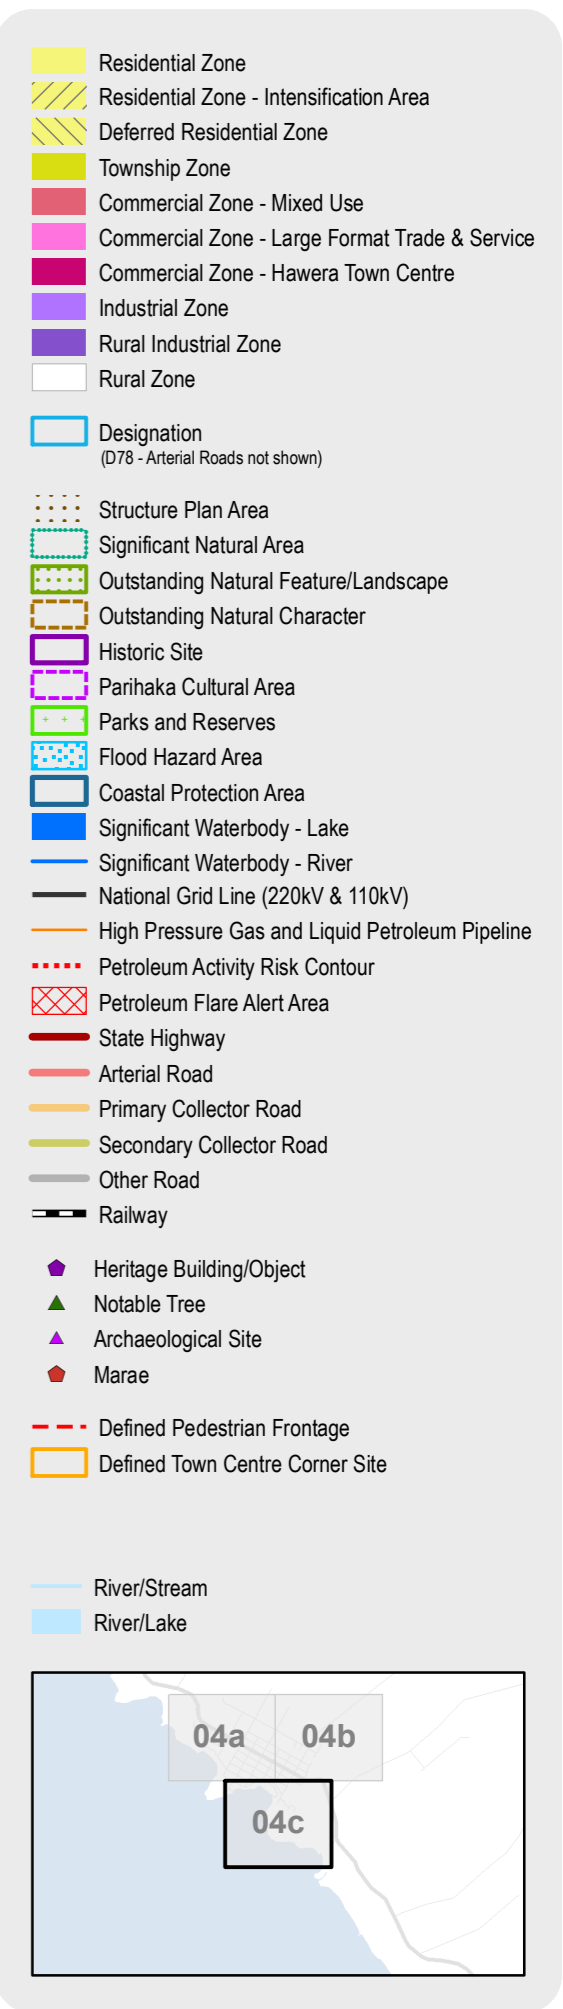 Residential Zone
Residential Zone - Intensification Area
Deferred Residential Zone
Township Zone
Commercial Zone - Mixed Use
Commercial Zone - Large Format Trade & Service
Commercial Zone - Hawera Town Centre
Industrial Zone
Rural Industrial Zone
Rural Zone
Designation
(D78 - Arterial Roads not shown)
Structure Plan Area
Significant Natural Area
Outstanding Natural Feature/Landscape
Outstanding Natural Character
Historic Site
Parihaka Cultural Area
Parks and Reserves
Flood Hazard Area
Coastal Protection Area
Significant Waterbody - Lake
Significant Waterbody - River
National Grid Line (220kV & 110kV)
High Pressure Gas and Liquid Petroleum Pipeline
Petroleum Activity Risk Contour
Petroleum Flare Alert Area
State Highway
Arterial Road
Primary Collector Road
Secondary Collector Road
Other Road
Railway
Heritage Building/Object
Notable Tree
Archaeological Site
Marae
Defined Pedestrian Frontage
Defined Town Centre Corner Site
River/Stream
River/Lake
04a 04b
04c